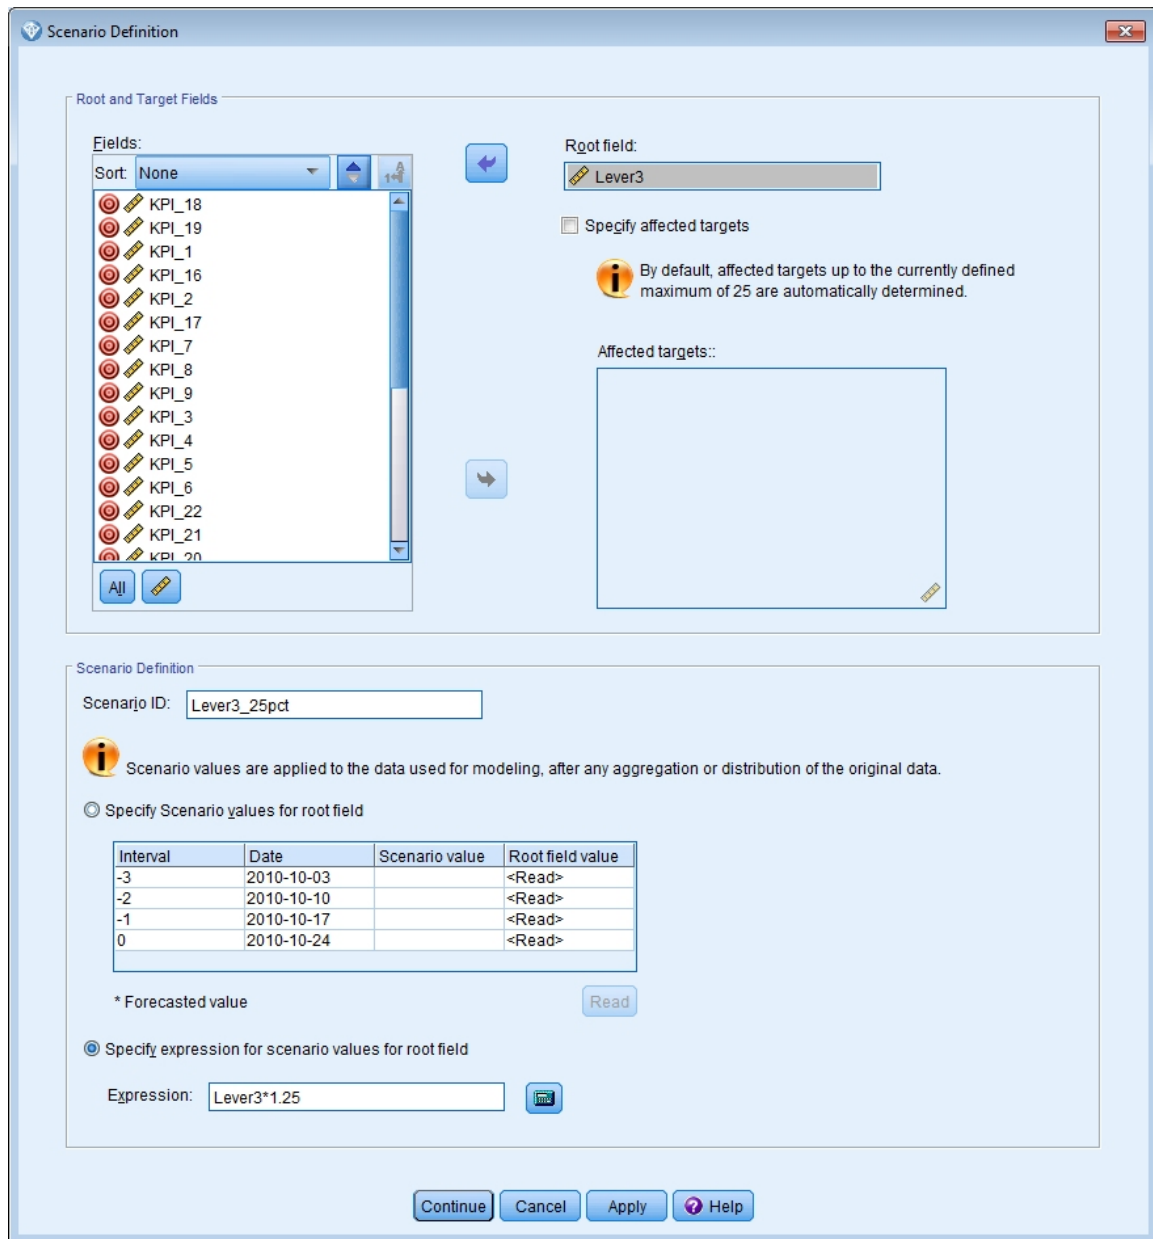 Scenario Definition
Root and Target Fields
Fields:
Sort: None
KPI_18
KPI_19
KPI_1
KPI_16
KPI_2
KPI_17
KPI_7
KPI_8
KPI_9
KPI_3
KPI_4
KPI_5
KPI_6
KPI_22
KPI_21
KPI_20
All
Root field:
Lever3
Specify affected targets
By default, affected targets up to the currently defined
maximum of 25 are automatically determined.
Affected targets::
Scenario Definition
Scenario ID: Lever3_25pct
Scenario values are applied to the data used for modeling, after any aggregation or distribution of the original data.
Specify Scenario values for root field
Interval Date Scenario value Root field value
-3 2010-10-03 <Read>
-2 2010-10-10 <Read>
-1 2010-10-17 <Read>
0 2010-10-24 <Read>
* Forecasted value Read
Specify expression for scenario values for root field
Expression: Lever3*1.25
Continue Cancel Apply Help